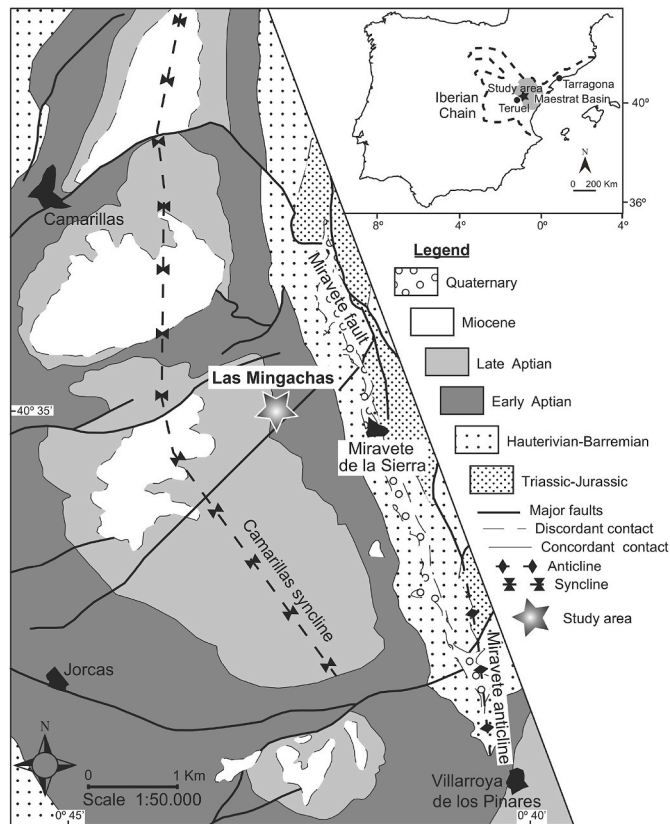 Study area
Tarragona
Maestrat Basin
Teruel
Iberian
Chain
40º
N
0 200 Km
36º
8º 4º 0º 4º
Camarillas
Miravete fault
Legend
Quaternary
Miocene
Late Aptian
Early Aptian
Hauterivian-Barremian
Triassic-Jurassic
Major faults
Discordant contact
Concordant contact
Anticline
Syncline
Study area
Las Mingachas
40º 35'
Miravete
de la Sierra
Camarillas syncline
Jorcas
Miravete anticline
N
0 1 Km
Scale 1:50.000
Villarroya
de los Pinares
0º 45' 0º 40'